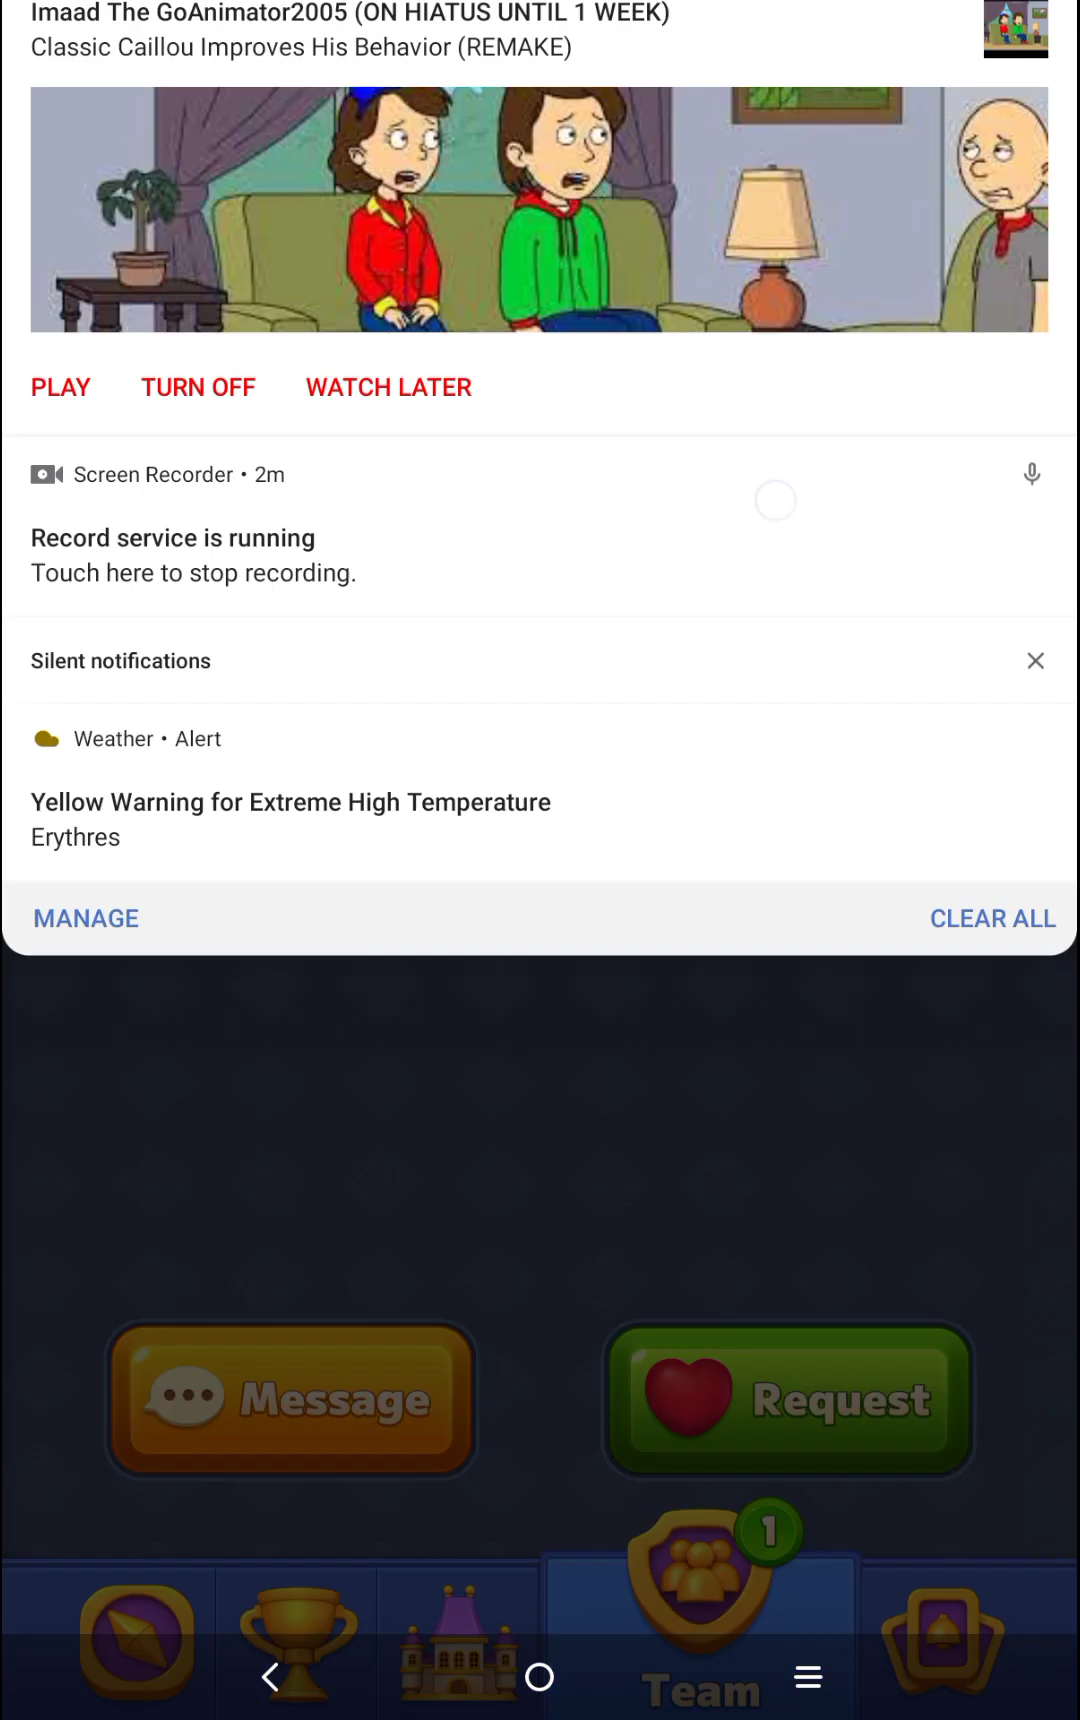 Imaad The GoAnimator2005 (ON HIATUS UNTIL 1 WEEK)
Classic Caillou Improves His Behavior (REMAKE)
PLAY TURN OFF WATCH LATER
Screen Recorder • 2m
Record service is running
Touch here to stop recording.
Silent notifications
Weather • Alert
Yellow Warning for Extreme High Temperature
Erythres
MANAGE CLEAR ALL
Message Request
1
Team